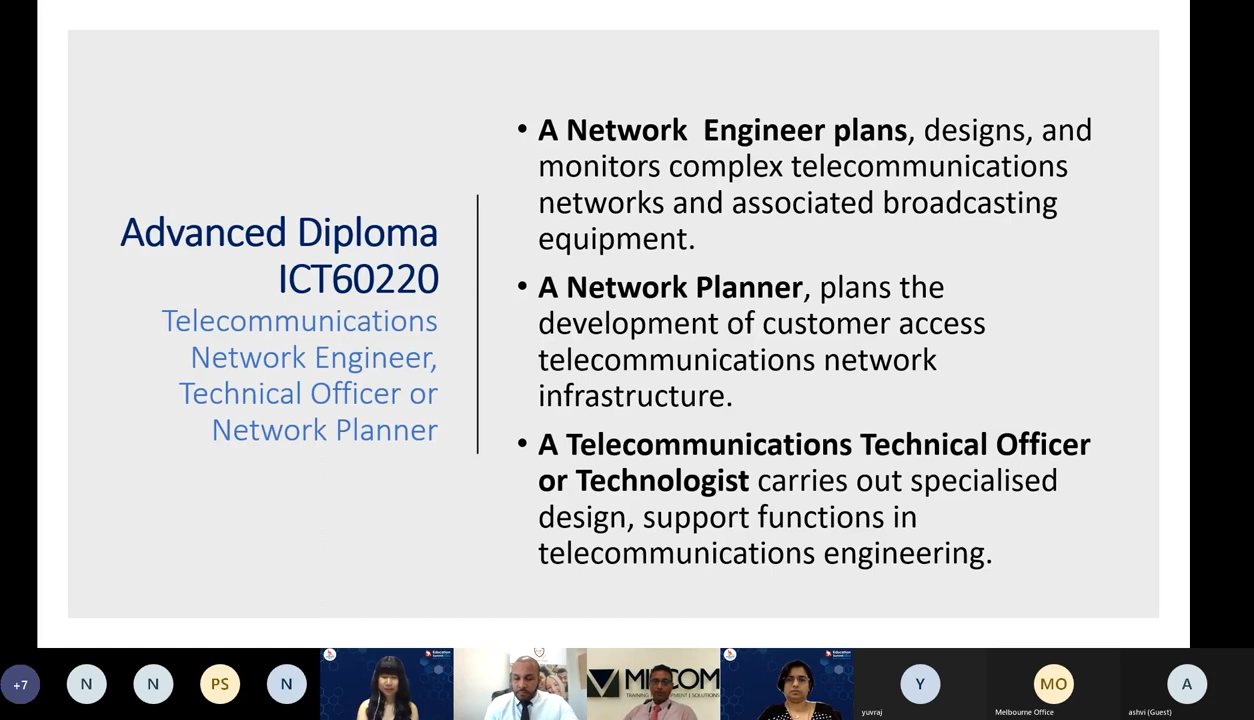 Advanced Diploma
ICT60220
Telecommunications
Network Engineer,
Technical Officer or
Network Planner
• A Network  Engineer plans, designs, and
monitors complex telecommunications
networks and associated broadcasting
equipment.
• A Network Planner, plans the
development of customer access
telecommunications network
infrastructure.
• A Telecommunications Technical Officer
or Technologist carries out specialised
design, support functions in
telecommunications engineering.
+7
N
N
PS
N
Education
COM
TRAINING
SOLUTIONS
Education
Y
yuvraj
MO
Melbourne Office
A
ashvi (Guest)